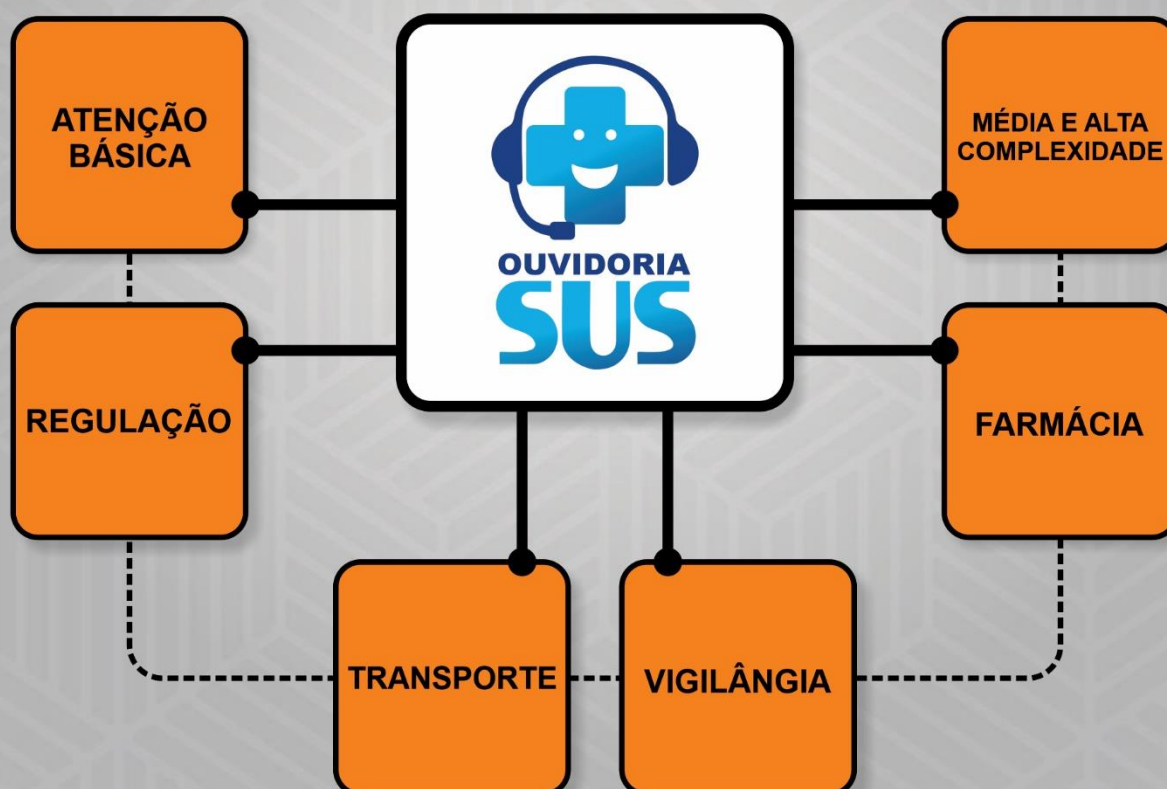 ATENÇÃO
BÁSICA
OUVIDORIA
SUS
MÉDIA E ALTA
COMPLEXIDADE
REGULAÇÃO
FARMÁCIA
TRANSPORTE
VIGILÂNGIA